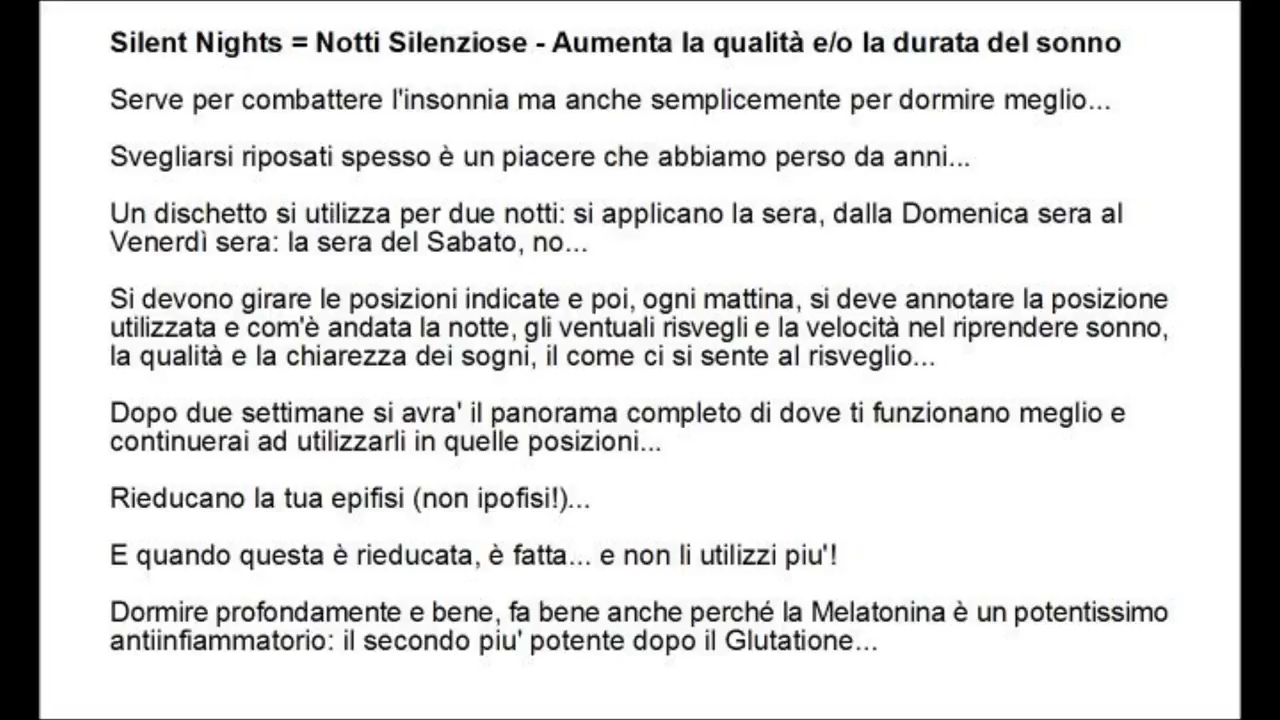 Silent Nights = Notti Silenziose - Aumenta la qualità e/o la durata del sonno
Serve per combattere l'insonnia ma anche semplicemente per dormire meglio...
Svegliarsi riposati spesso è un piacere che abbiamo perso da anni...
Un dischetto si utilizza per due notti: si applicano la sera, dalla Domenica sera al
Venerdì sera: la sera del Sabato, no...
Si devono girare le posizioni indicate e poi, ogni mattina, si deve annotare la posizione
utilizzata e com'è andata la notte, gli ventuali risvegli e la velocità nel riprendere sonno,
la qualità e la chiarezza dei sogni, il come ci si sente al risveglio...
Dopo due settimane si avra' il panorama completo di dove ti funzionano meglio e
continuerai ad utilizzarli in quelle posizioni...
Rieducano la tua epifisi (non ipofisi!)...
E quando questa è rieducata, è fatta... e non li utilizzi piu'!
Dormire profondamente e bene, fa bene anche perché la Melatonina è un potentissimo
antiinfiammatorio: il secondo piu' potente dopo il Glutatione...